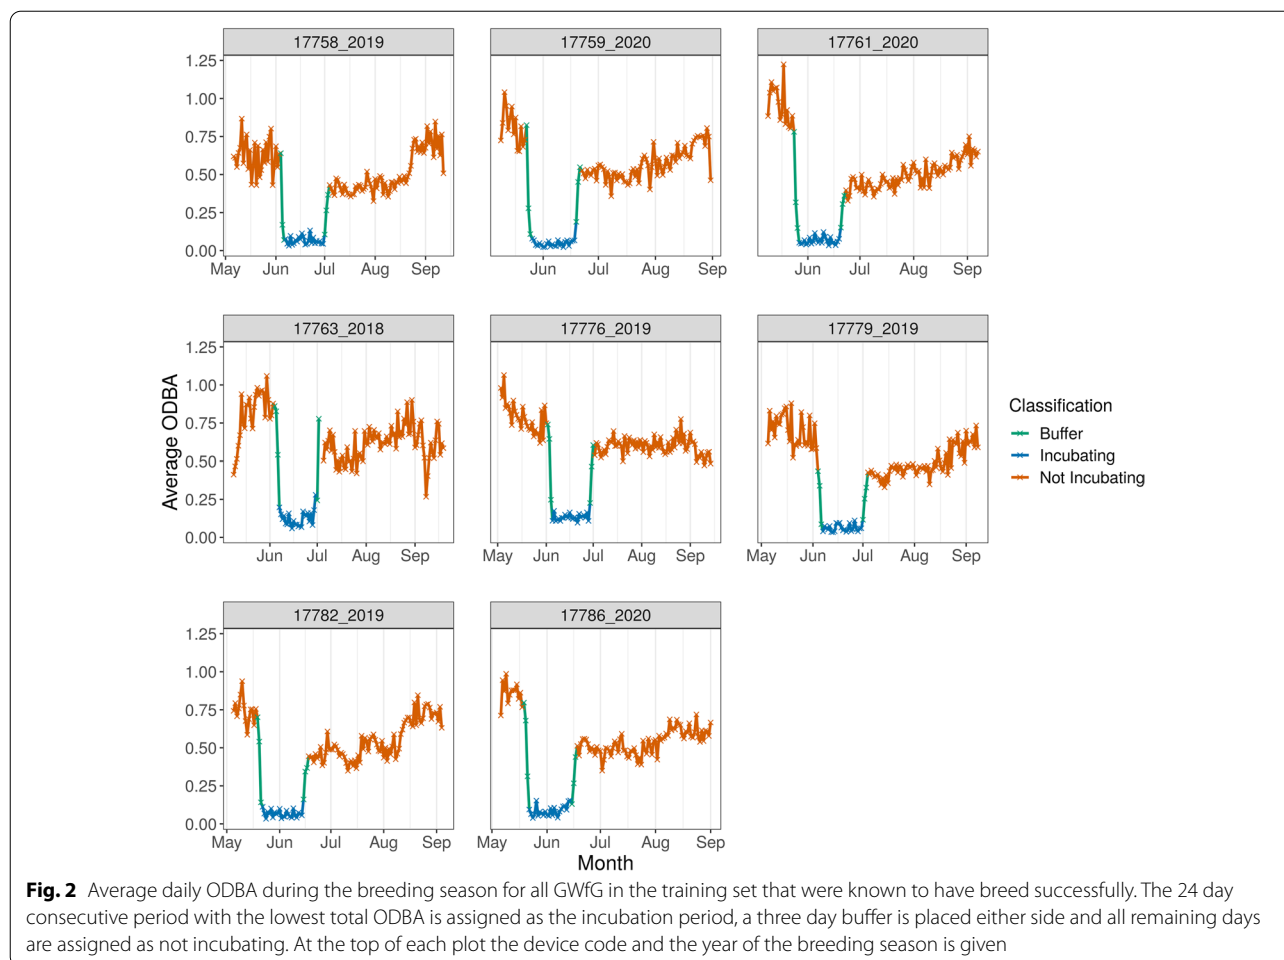 17758_2019 17759_2020 17761_2020
1.25
1.00
0.75
0.50
0.25
0.00
May Jun Jul Aug Sep Jun Jul Aug Sep Jun Jul Aug Sep
17763_2018 17776_2019 17779_2019
1.25
1.00
0.75
0.50
0.25
0.00
Average ODBA
Jun Jul Aug Sep May Jun Jul Aug Sep May Jun Jul Aug Sep
Classification
Buffer
Incubating
Not Incubating
17782_2019 17786_2020
1.25
1.00
0.75
0.50
0.25
0.00
May Jun Jul Aug Sep May Jun Jul Aug Sep
Month
Fig. 2 Average daily ODBA during the breeding season for all GWfG in the training set that were known to have breed successfully. The 24 day
consecutive period with the lowest total ODBA is assigned as the incubation period, a three day buffer is placed either side and all remaining days
are assigned as not incubating. At the top of each plot the device code and the year of the breeding season is given